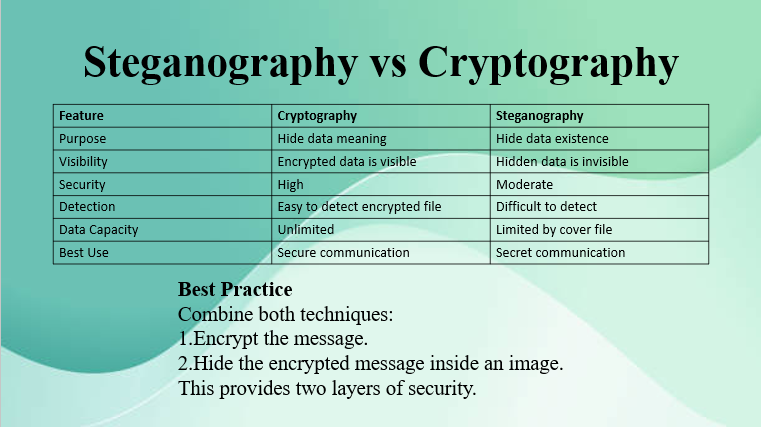 Steganography vs Cryptography
Feature Cryptography Steganography
Purpose Hide data meaning Hide data existence
Visibility Encrypted data is visible Hidden data is invisible
Security High Moderate
Detection Easy to detect encrypted file Difficult to detect
Data Capacity Unlimited Limited by cover file
Best Use Secure communication Secret communication
Best Practice
Combine both techniques:
1.Encrypt the message.
2.Hide the encrypted message inside an image.
This provides two layers of security.